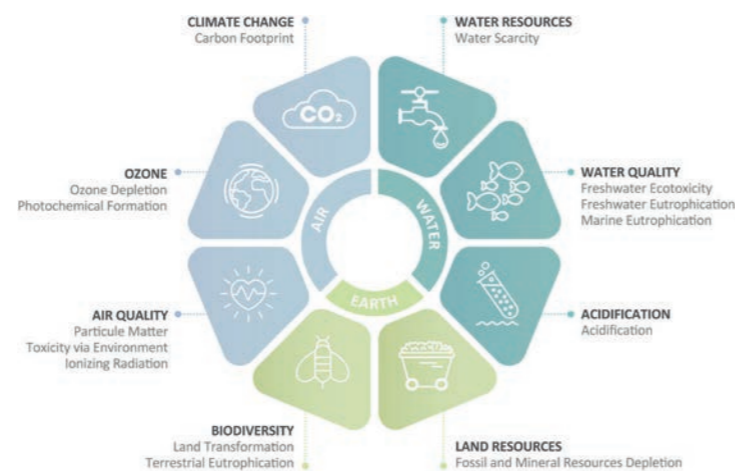 CLIMATE CHANGE
Carbon Footprint
WATER RESOURCES
Water Scarcity
CO2
OZONE
Ozone Depletion
Photochemical Formation
WATER QUALITY
Freshwater Ecotoxicity
Freshwater Eutrophication
Marine Eutrophication
AIR
WATER
EARTH
AIR QUALITY
Particule Matter
Toxicity via Environment
Ionizing Radiation
ACIDIFICATION
Acidification
BIODIVERSITY
Land Transformation
Terrestrial Eutrophication
LAND RESOURCES
Fossil and Mineral Resources Depletion